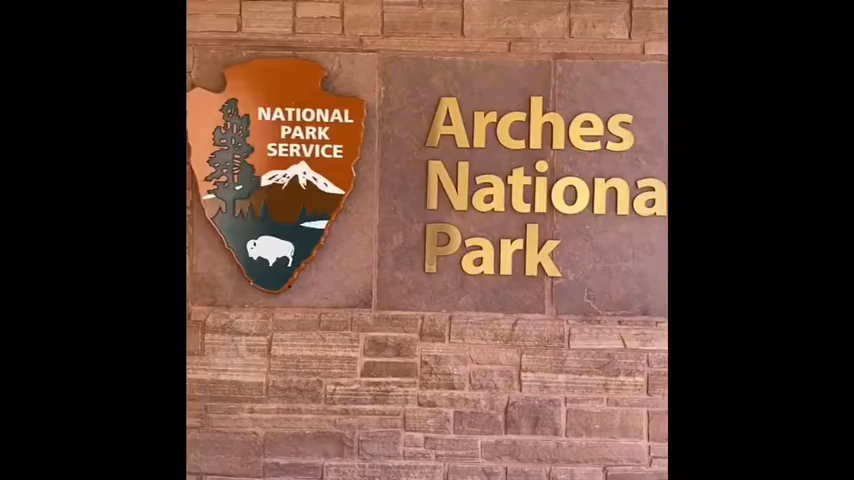 NATIONAL
PARK
SERVICE
Arches
Nationa
Park